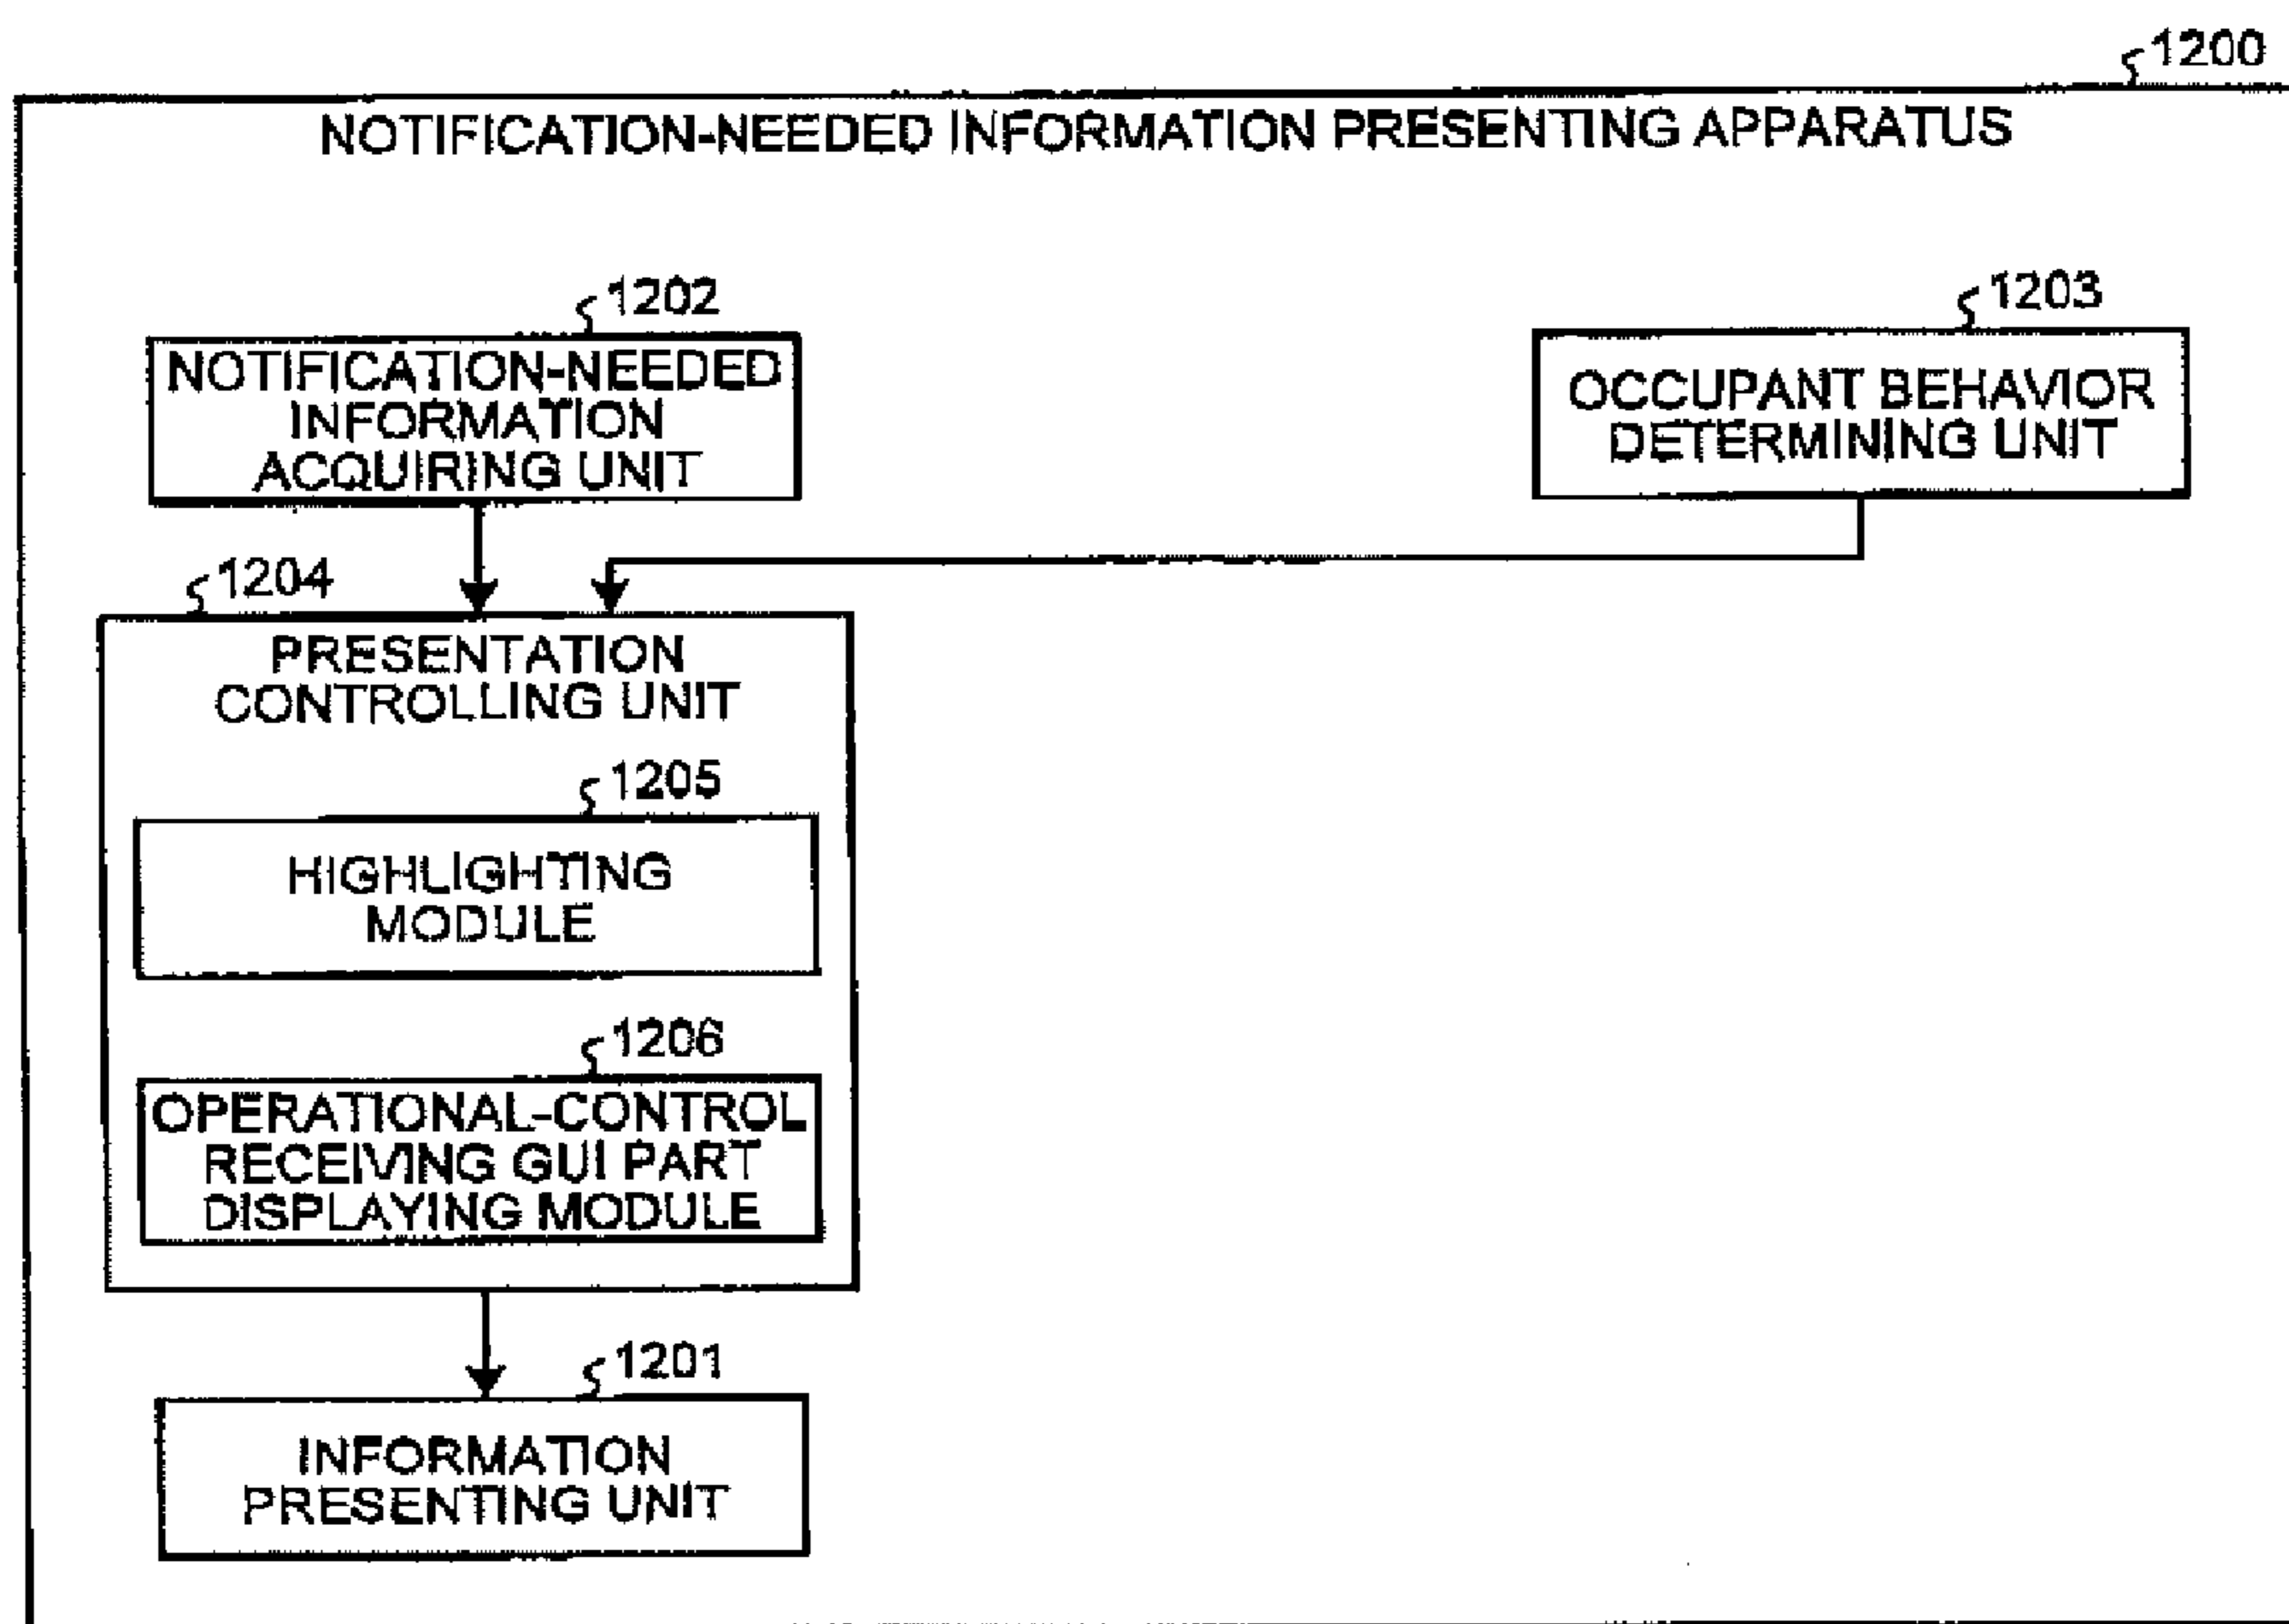 1200
NOTIFICATION-NEEDED INFORMATION PRESENTING APPARATUS
1202
NOTIFICATION-NEEDED
INFORMATION
ACQUIRING UNIT
1203
OCCUPANT BEHAVIOR
DETERMINING UNIT
1204
PRESENTATION
CONTROLLING UNIT
1205
HIGHLIGHTING
MODULE
1206
OPERATIONAL-CONTROL
RECEIVING GUI PART
DISPLAYING MODULE
1201
INFORMATION
PRESENTING UNIT